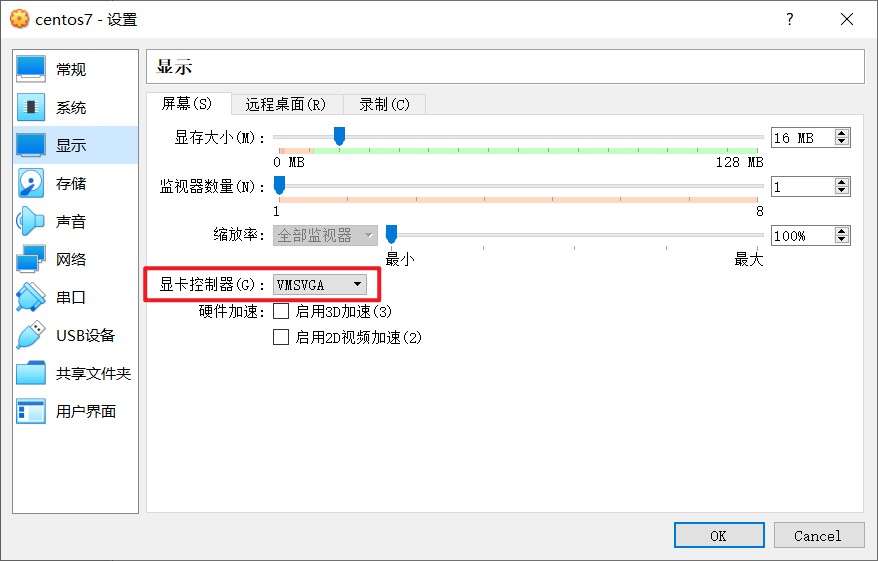 centos7 - 设置
?
常规
系统
显示
存储
声音
网络
串口
USB设备
共享文件夹
用户界面
显示
屏幕(S) 远程桌面(R) 录制(C)
显存大小(M): 16 MB
0 MB 128 MB
监视器数量(N): 1
1 8
缩放率: 全部监视器 100%
最小 最大
显卡控制器(G): VMSVGA
硬件加速: 启用3D加速(3)
启用2D视频加速(2)
OK Cancel